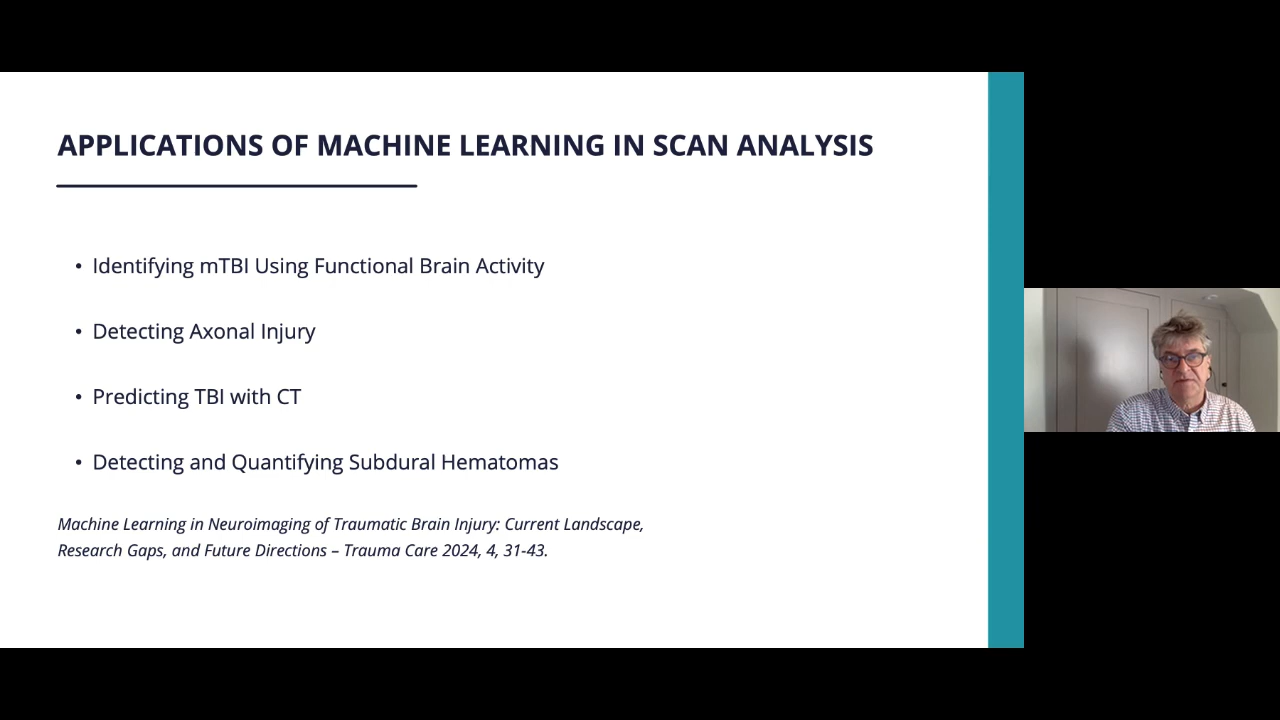 APPLICATIONS OF MACHINE LEARNING IN SCAN ANALYSIS
• Identifying mTBI Using Functional Brain Activity
• Detecting Axonal Injury
• Predicting TBI with CT
• Detecting and Quantifying Subdural Hematomas
Machine Learning in Neuroimaging of Traumatic Brain Injury: Current Landscape,
Research Gaps, and Future Directions – Trauma Care 2024, 4, 31-43.